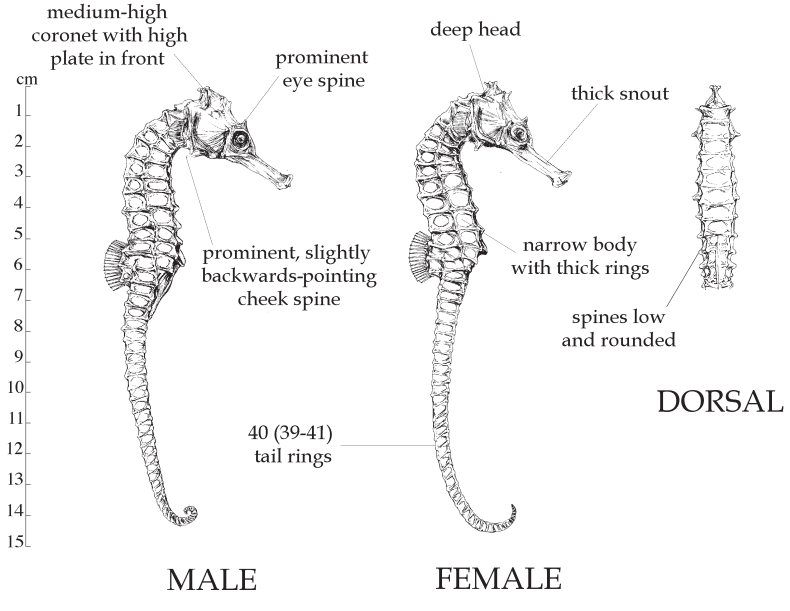 medium-high
coronet with high
plate in front
prominent
eye spine
deep head
thick snout
cm
1
2
3
4
5
6
7
8
9
10
11
12
13
14
15
prominent, slightly
backwards-pointing
cheek spine
narrow body
with thick rings
spines low
and rounded
40 (39-41)
tail rings
DORSAL
MALE
FEMALE